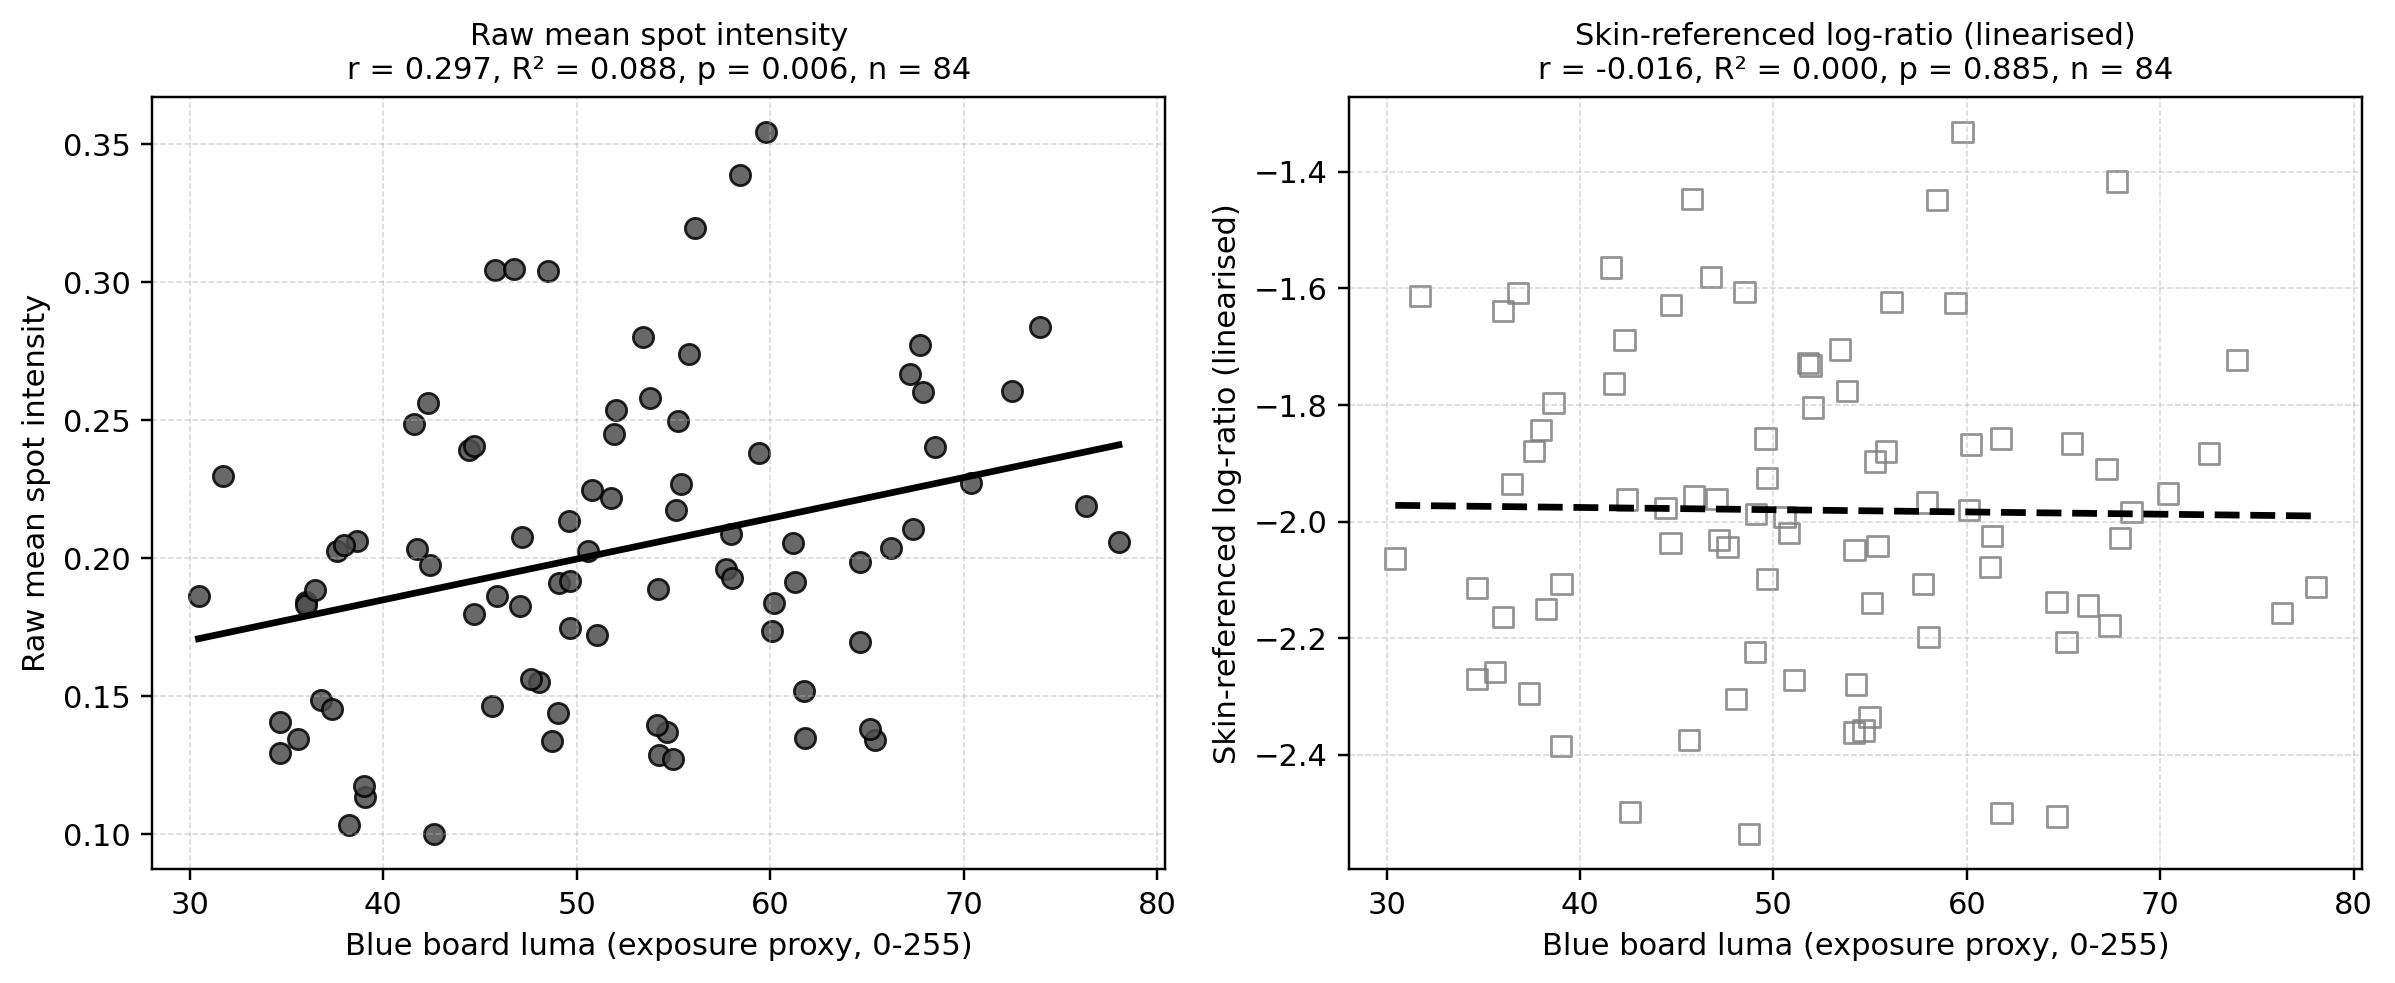 Raw mean spot intensity
r = 0.297, R² = 0.088, p = 0.006, n = 84
Raw mean spot intensity
0.35
0.30
0.25
0.20
0.15
0.10
30 40 50 60 70 80
Blue board luma (exposure proxy, 0-255)
Skin-referenced log-ratio (linearised)
r = -0.016, R² = 0.000, p = 0.885, n = 84
Skin-referenced log-ratio (linearised)
−1.4
−1.6
−1.8
−2.0
−2.2
−2.4
30 40 50 60 70 80
Blue board luma (exposure proxy, 0-255)